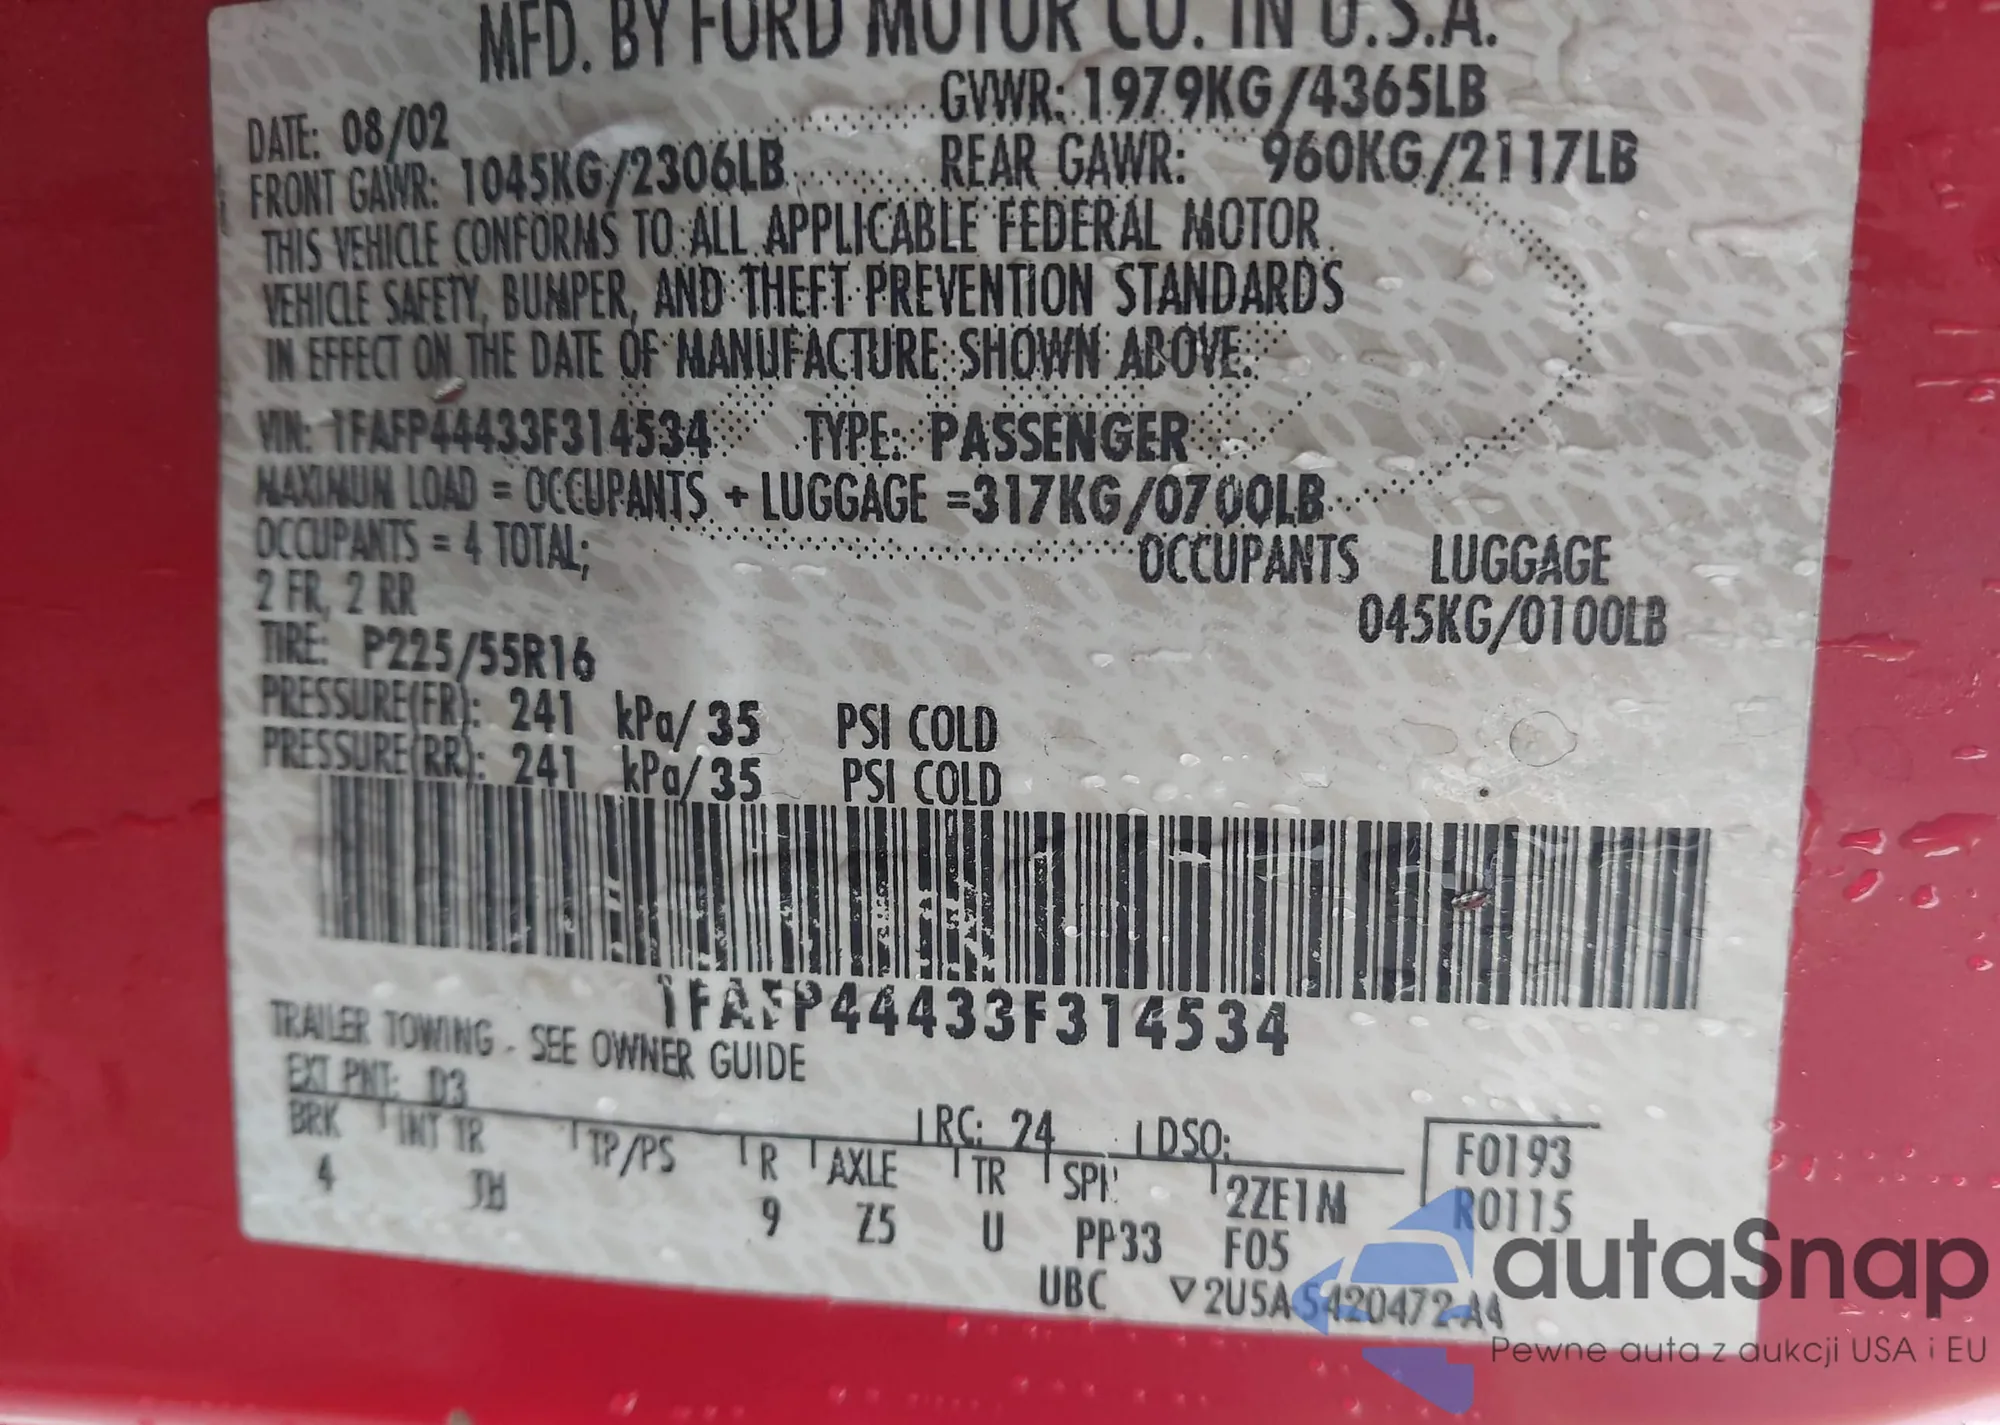 MFD. BY FORD MOTOR CO. IN U.S.A.
DATE: 08/02 GVWR: 1979KG/4365LB
FRONT GAWR: 1045KG/2306LB REAR GAWR: 960KG/2117LB
THIS VEHICLE CONFORMS TO ALL APPLICABLE FEDERAL MOTOR
VEHICLE SAFETY, BUMPER, AND THEFT PREVENTION STANDARDS
IN EFFECT ON THE DATE OF MANUFACTURE SHOWN ABOVE.
VIN: 1FAFP44433F314534 TYPE: PASSENGER
MAXIMUM LOAD = OCCUPANTS + LUGGAGE =317KG/0700LB
OCCUPANTS = 4 TOTAL; OCCUPANTS LUGGAGE
2 FR, 2 RR 045KG/0100LB
TIRE: P225/55R16
PRESSURE(FR): 241 kPa/35 PSI COLD
PRESSURE(RR): 241 kPa/35 PSI COLD
1FAFP44433F314534
TRAILER TOWING - SEE OWNER GUIDE
EXT PNT: D3 RC: 24 DSO: F0193
BRK INT TR TP/PS R AXLE TR SPR 2ZE1M R0115
4 9 Z5 U PP33 F05
UBC ▽2U5A 5420472-AA
autaSnap
Pewne auta z aukcji USA i EU